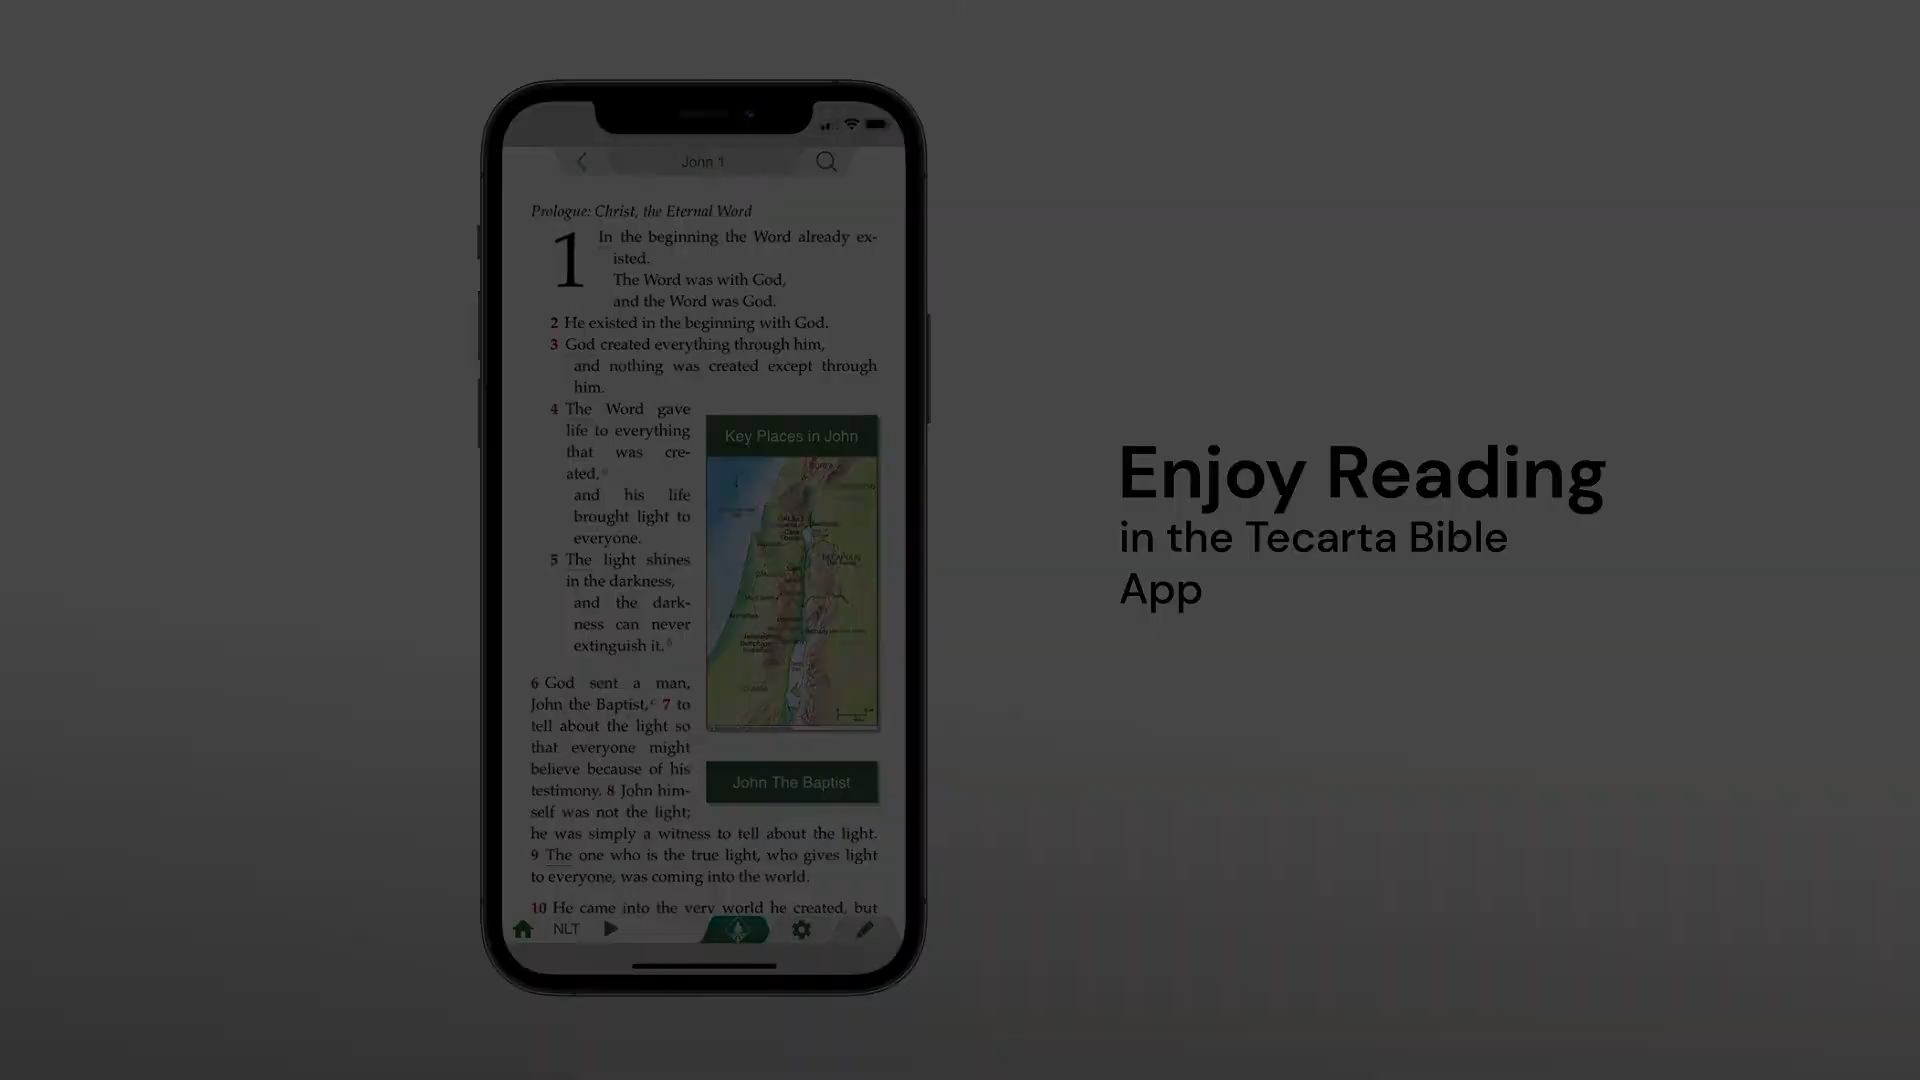 John 1
Prologue: Christ, the Eternal Word
1 In the beginning the Word already ex-
isted.
The Word was with God,
and the Word was God.
2 He existed in the beginning with God.
3 God created everything through him,
and nothing was created except through
him.
4 The Word gave
life to everything
that was cre-
ated,
and his life
brought light to
everyone.
5 The light shines
in the darkness,
and the dark-
ness can never
extinguish it.
Key Places in John
6 God sent a man,
John the Baptist, 7 to
tell about the light so
that everyone might
believe because of his
testimony. 8 John him-
self was not the light;
John The Baptist
he was simply a witness to tell about the light.
9 The one who is the true light, who gives light
to everyone, was coming into the world.
10 He came into the very world he created, but
NLT
Enjoy Reading
in the Tecarta Bible
App